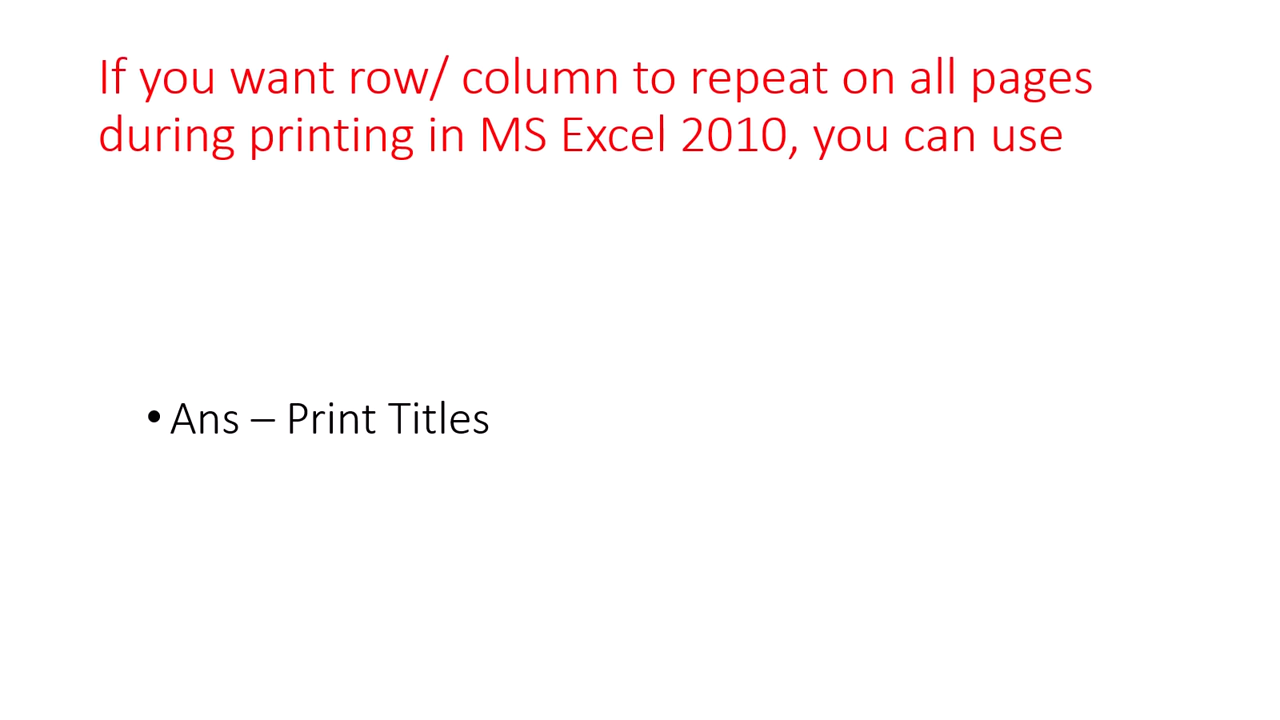 If you want row/ column to repeat on all pages
during printing in MS Excel 2010, you can use
• Ans – Print Titles